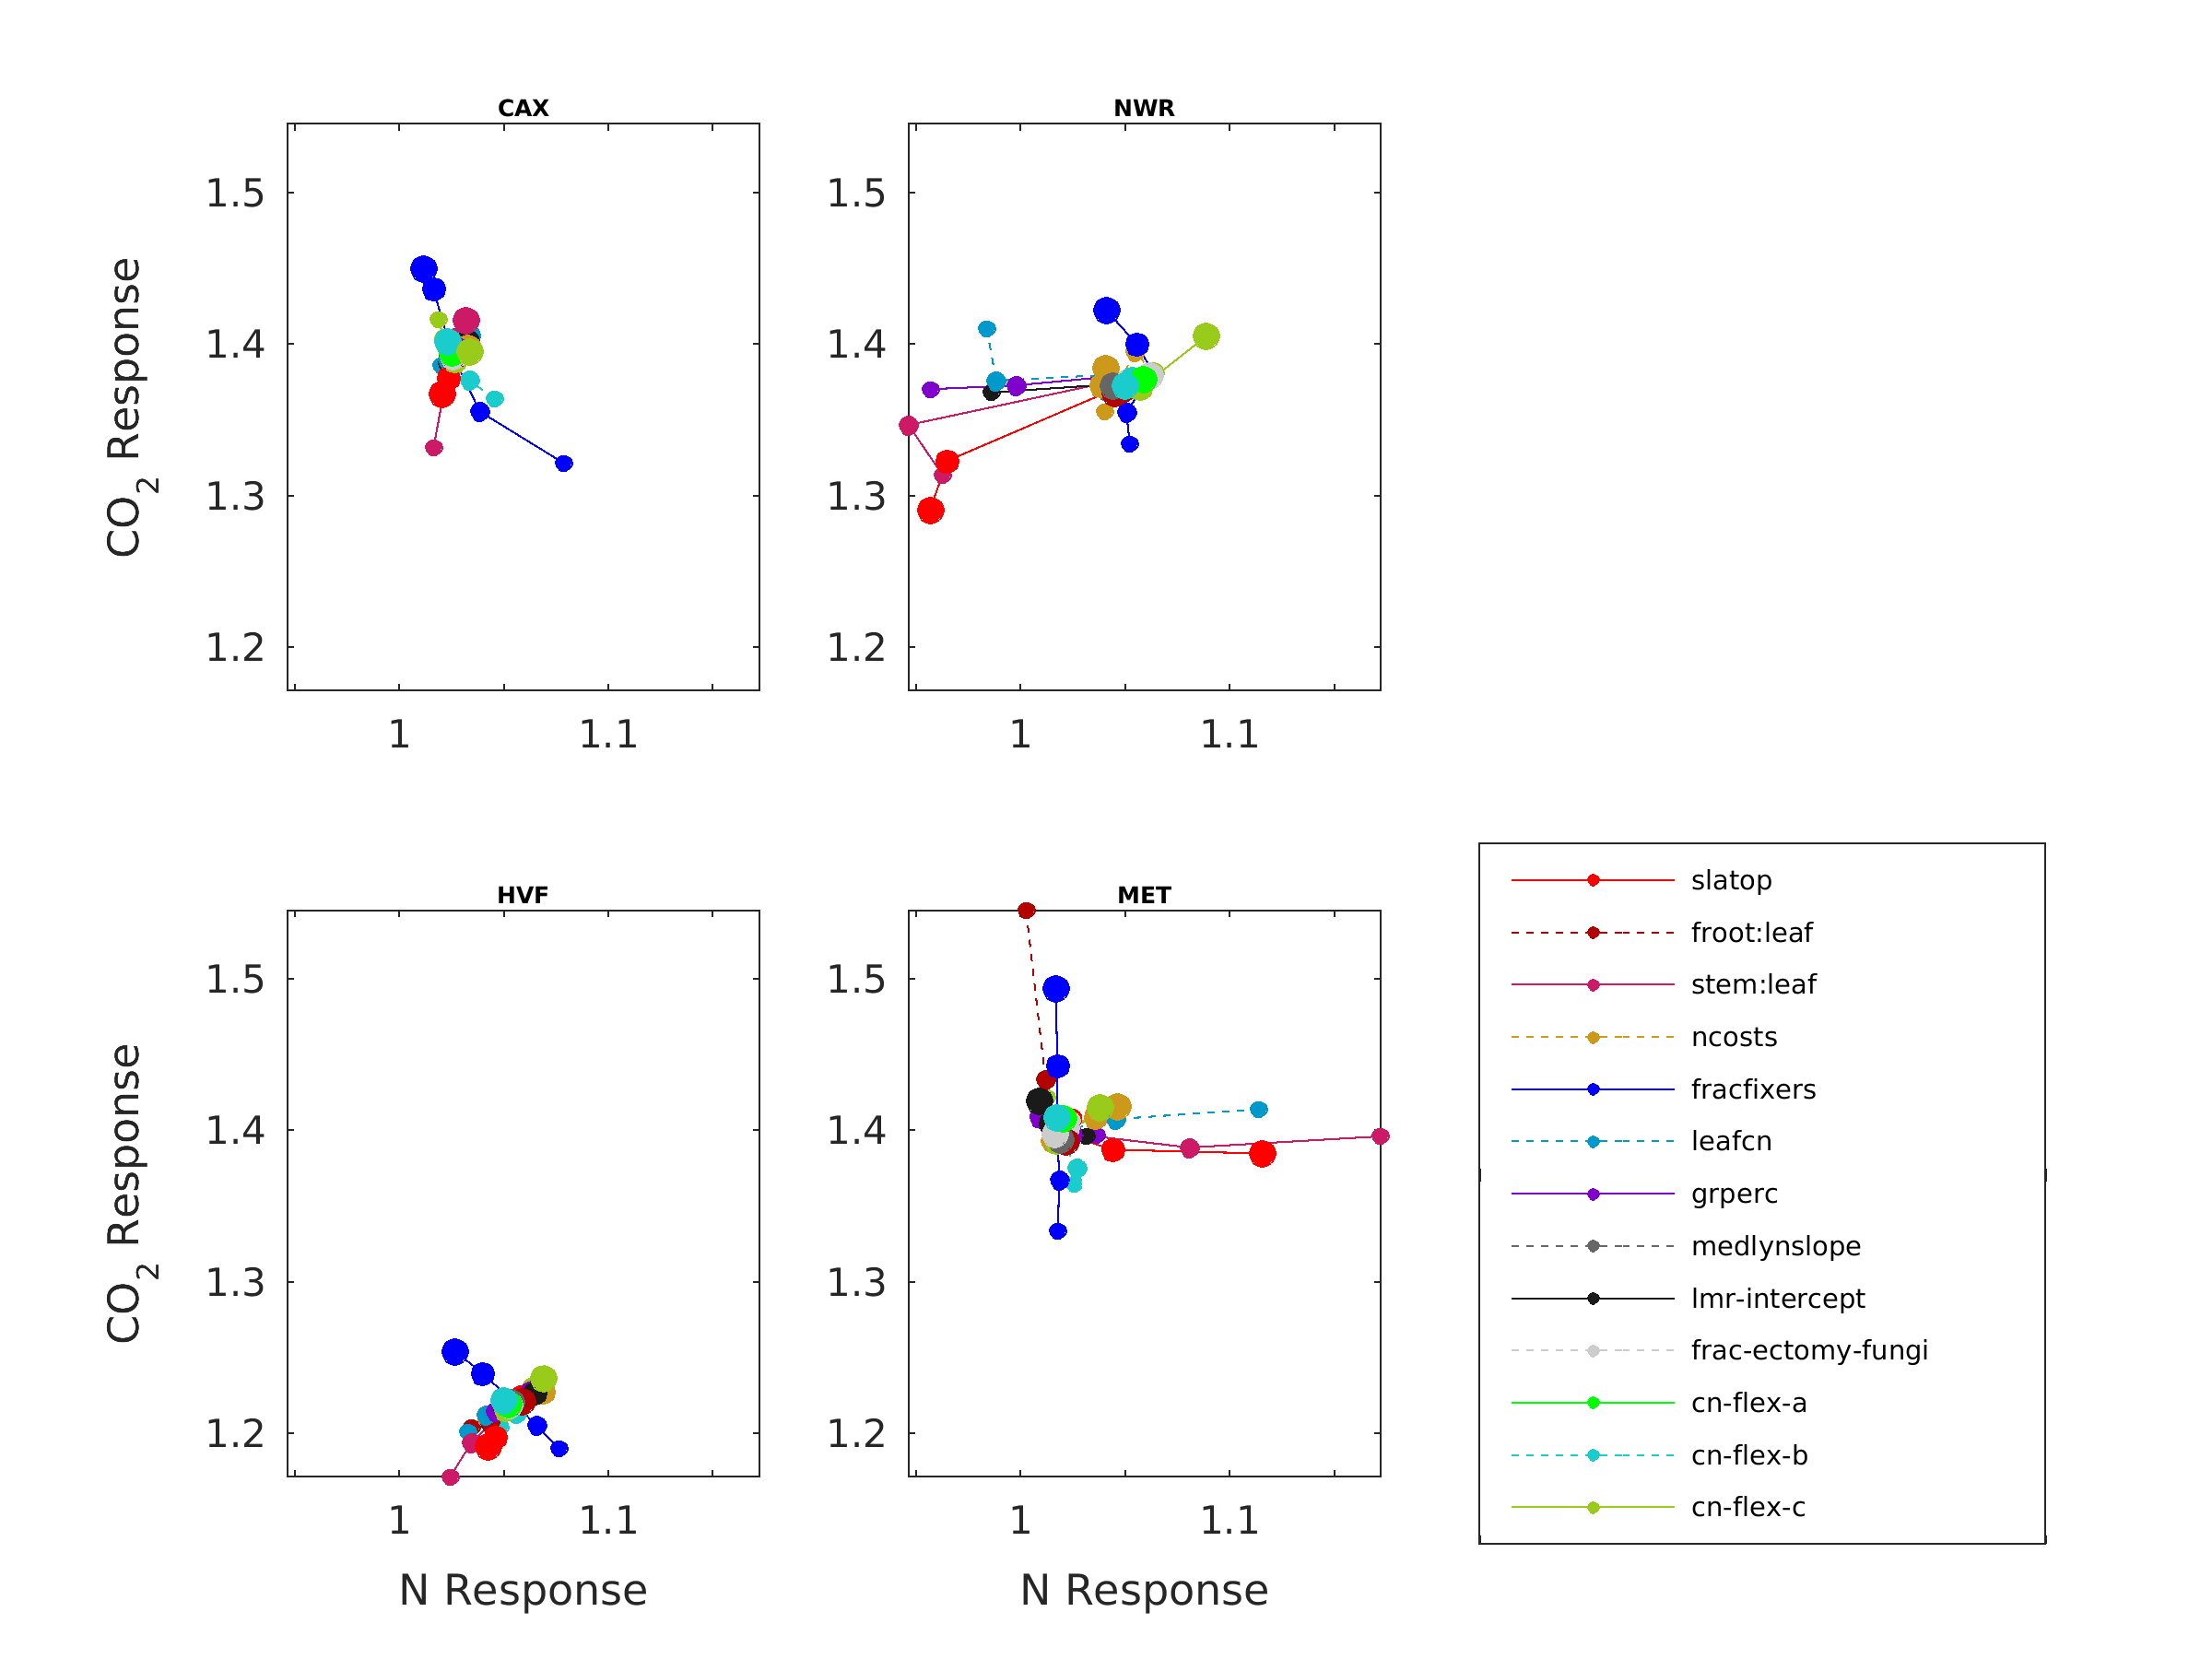 CAX
NWR
1.5
1.4
1.3
1.2
CO2 Response
1 1.1
1.5
1.4
1.3
1.2
1 1.1
HVF
MET
1.5
1.4
1.3
1.2
CO2 Response
1 1.1
N Response
1.5
1.4
1.3
1.2
1 1.1
N Response
slatop
froot:leaf
stem:leaf
ncosts
fracfixers
leafcn
grperc
medlynslope
lmr-intercept
frac-ectomy-fungi
cn-flex-a
cn-flex-b
cn-flex-c